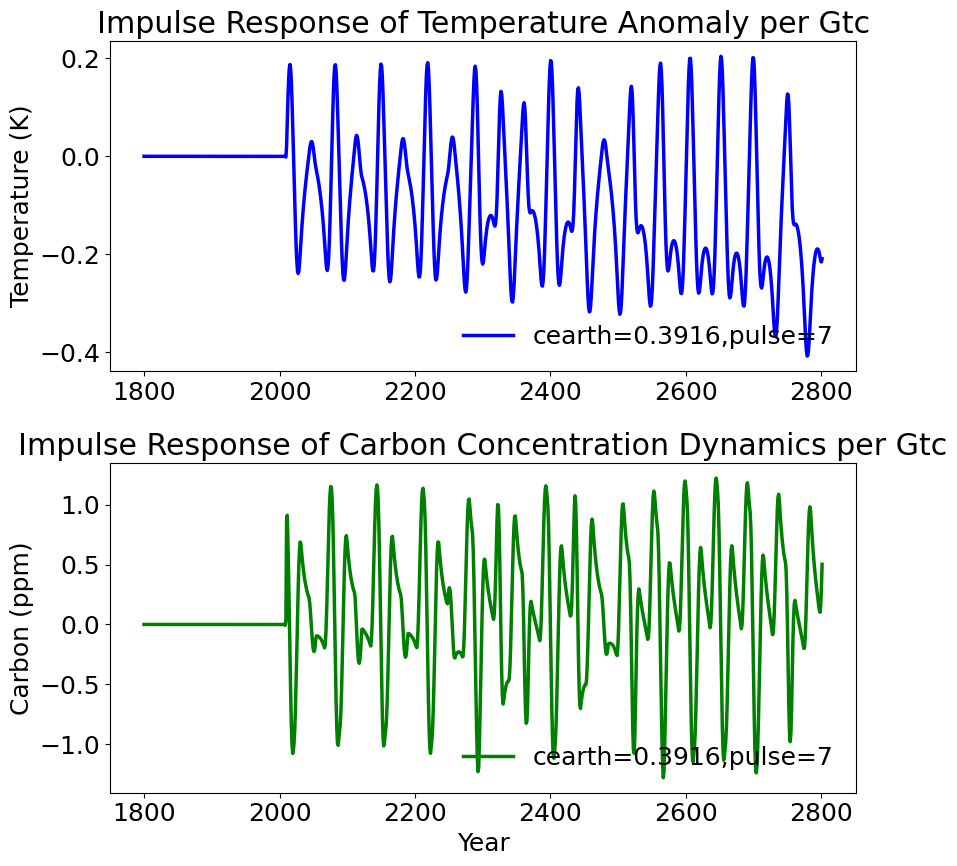 Impulse Response of Temperature Anomaly per Gtc
Temperature (K)
0.2
0.0
−0.2
−0.4
cearth=0.3916,pulse=7
1800 2000 2200 2400 2600 2800
Impulse Response of Carbon Concentration Dynamics per Gtc
Carbon (ppm)
1.0
0.5
0.0
−0.5
−1.0
cearth=0.3916,pulse=7
1800 2000 2200 2400 2600 2800
Year